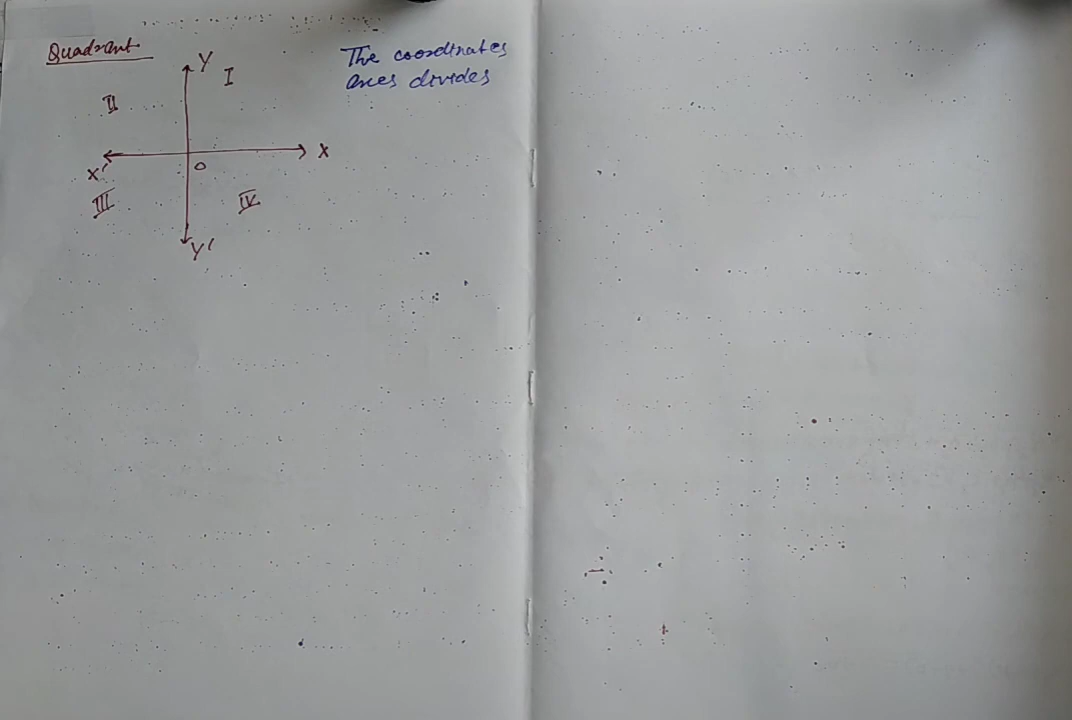 Quadrant
Y
I
II
X
X'
O
III
IV
Y'
The coordinates
axes divides